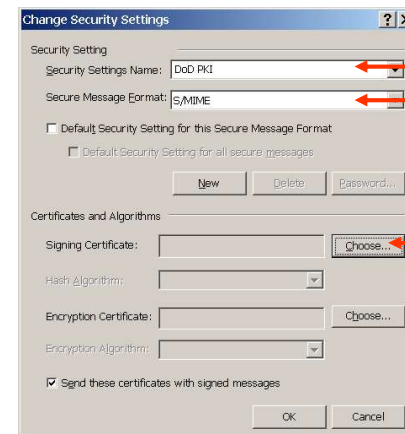 Change Security Settings
Security Setting
Security Settings Name: DoD PKI
Secure Message Format: S/MIME
Default Security Setting for this Secure Message Format
Default Security Setting for all secure messages
New Delete Password...
Certificates and Algorithms
Signing Certificate: Choose...
Hash Algorithm:
Encryption Certificate: Choose...
Encryption Algorithm:
Send these certificates with signed messages
OK Cancel